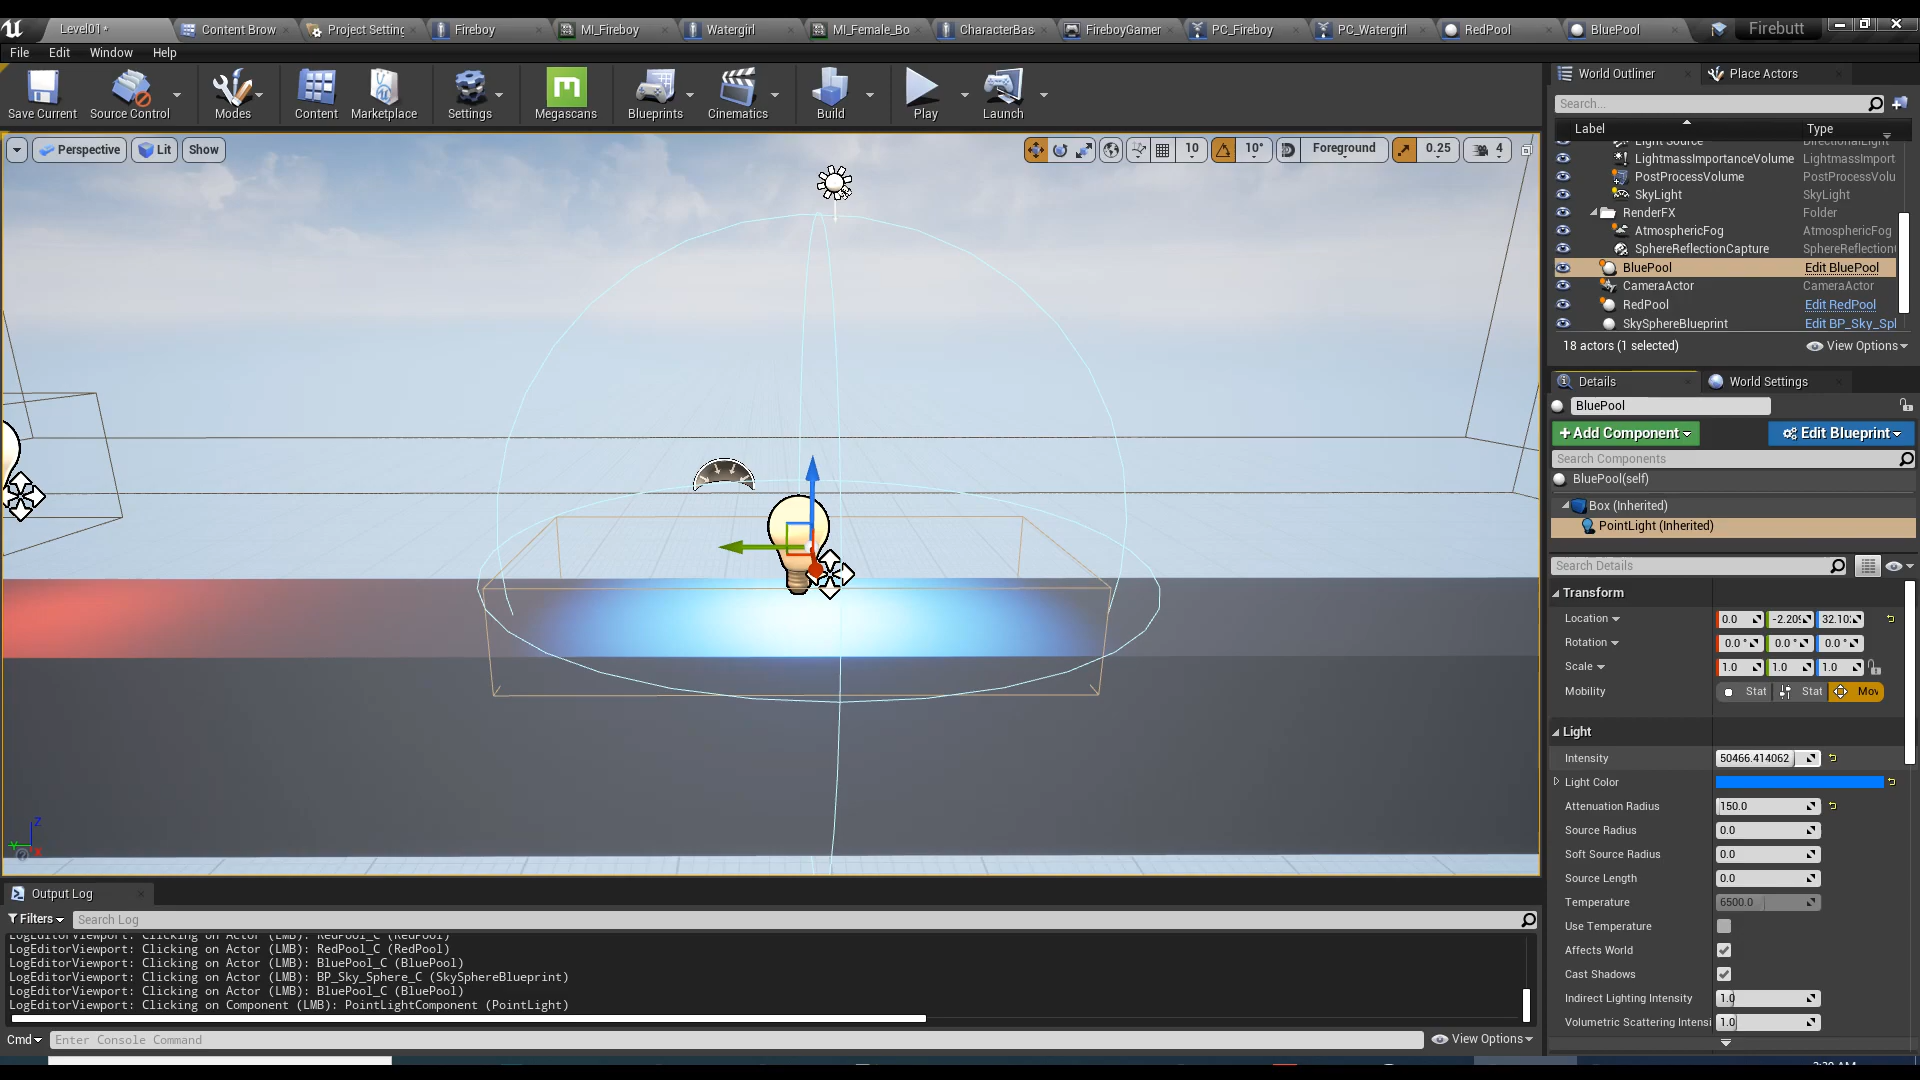 Level01*
Content Brow
Project Setting
Fireboy
MI_Fireboy
Watergirl
MI_Female_Bo
CharacterBas
FireboyGamer
PC_Fireboy
PC_Watergirl
RedPool
BluePool
Firebutt
File Edit Window Help
Save Current
Source Control
Modes
Content
Marketplace
Settings
Megascans
Blueprints
Cinematics
Build
Play
Launch
Perspective
Lit
Show
10
10°
Foreground
0.25
4
World Outliner
Place Actors
Search...
Label Type
Light Source DirectionalLight
LightmassImportanceVolume LightmassImport
PostProcessVolume PostProcessVolu
SkyLight SkyLight
RenderFX Folder
AtmosphericFog AtmosphericFog
SphereReflectionCapture SphereReflection
BluePool Edit BluePool
CameraActor CameraActor
RedPool Edit RedPool
SkySphereBlueprint Edit BP_Sky_Spl
18 actors (1 selected) View Options
Details
World Settings
BluePool
+Add Component
Edit Blueprint
Search Components
BluePool(self)
Box (Inherited)
PointLight (Inherited)
Search Details
Transform
Location 0.0 -2.209 32.10
Rotation 0.0 ° 0.0 ° 0.0 °
Scale 1.0 1.0 1.0
Mobility Stat Stat Mov
Light
Intensity 50466.414062
Light Color
Attenuation Radius 150.0
Source Radius 0.0
Soft Source Radius 0.0
Source Length 0.0
Temperature 6500.0
Use Temperature
Affects World
Cast Shadows
Indirect Lighting Intensity 1.0
Volumetric Scattering Intensi 1.0
Z
Y
X
Output Log
Filters Search Log
LogEditorViewport: Clicking on Actor (LMB): RedPool_C (RedPool)
LogEditorViewport: Clicking on Actor (LMB): RedPool_C (RedPool)
LogEditorViewport: Clicking on Actor (LMB): BluePool_C (BluePool)
LogEditorViewport: Clicking on Actor (LMB): BP_Sky_Sphere_C (SkySphereBlueprint)
LogEditorViewport: Clicking on Actor (LMB): BluePool_C (BluePool)
LogEditorViewport: Clicking on Component (LMB): PointLightComponent (PointLight)
Cmd Enter Console Command View Options